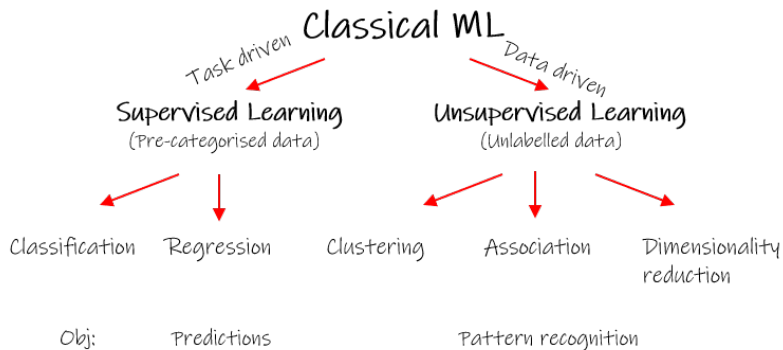 Classical ML
Task driven
Data driven
Supervised Learning
(Pre-categorised data)
Unsupervised Learning
(Unlabelled data)
Classification
Regression
Clustering
Association
Dimensionality
reduction
Obj:
Predictions
Pattern recognition